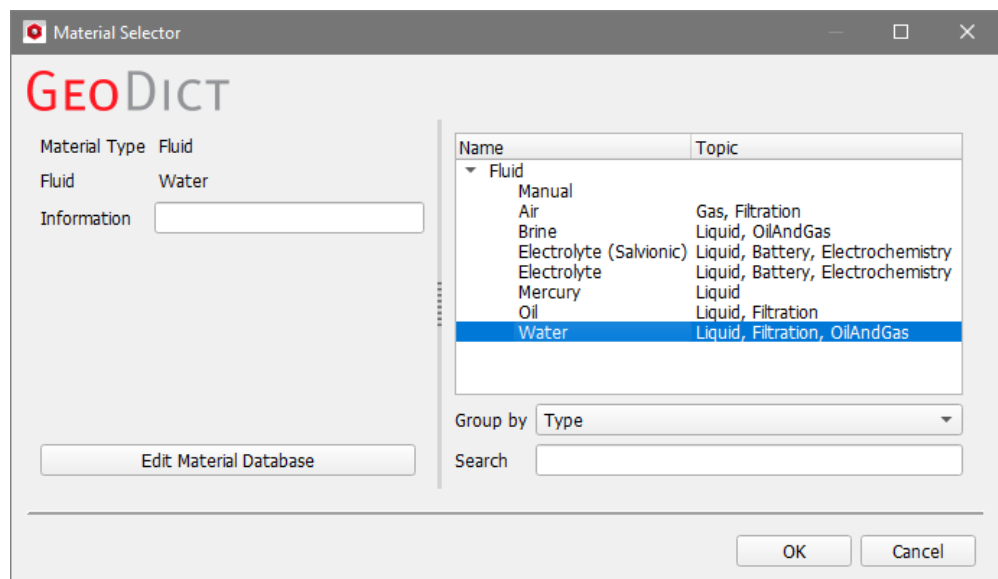 Material Selector
GEODICT
Material Type Fluid
Fluid Water
Information
Edit Material Database
Name Topic
Fluid
Manual
Air Gas, Filtration
Brine Liquid, OilAndGas
Electrolyte (Salvionic) Liquid, Battery, Electrochemistry
Electrolyte Liquid, Battery, Electrochemistry
Mercury Liquid
Oil Liquid, Filtration
Water Liquid, Filtration, OilAndGas
Group by Type
Search
OK Cancel